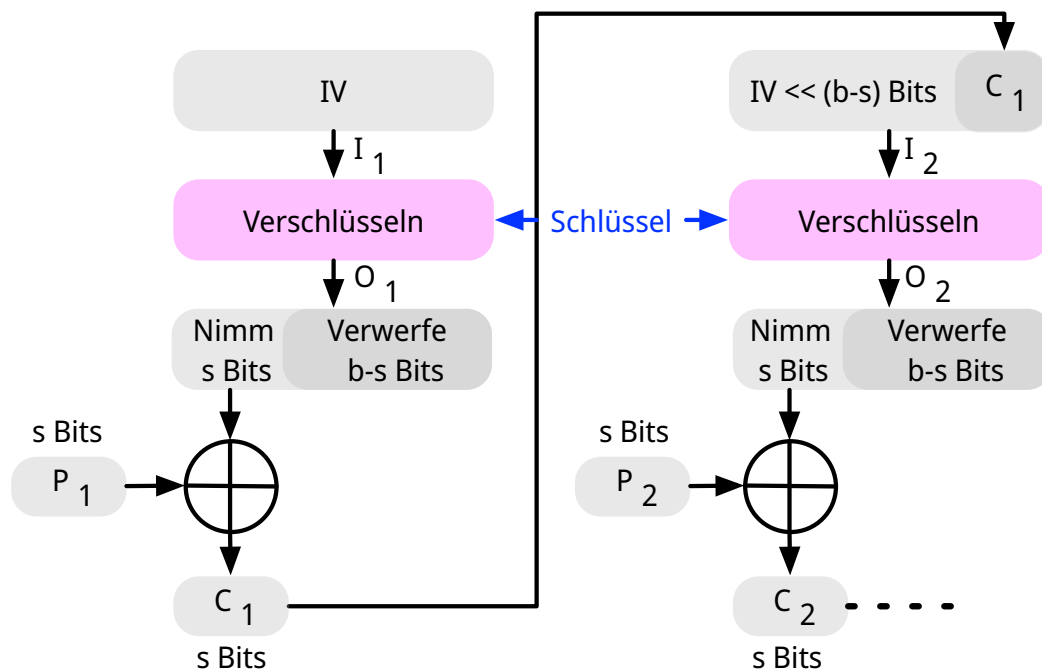 IV
I 1
Verschlüsseln
O 1
Nimm
s Bits
Verwerfe
b-s Bits
s Bits
P 1
C 1
s Bits
Schlüssel
IV << (b-s) Bits
C 1
I 2
Verschlüsseln
O 2
Nimm
s Bits
Verwerfe
b-s Bits
s Bits
P 2
C 2
s Bits